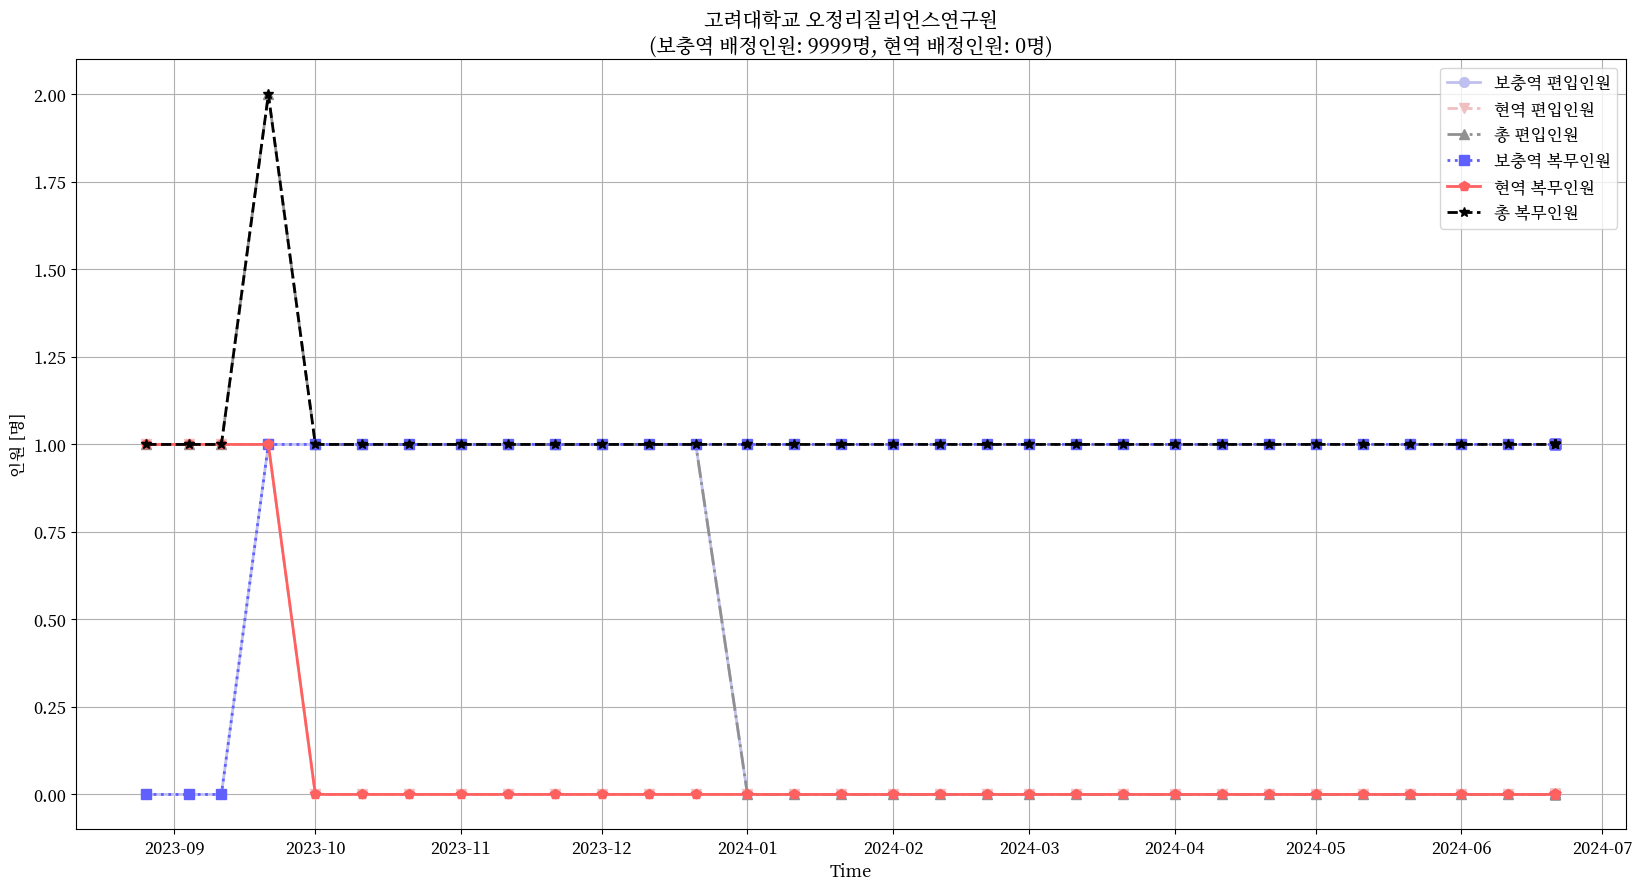 고려대학교 오정리질리언스연구원
(보충역 배정인원: 9999명, 현역 배정인원: 0명)
보충역 편입인원
현역 편입인원
총 편입인원
보충역 복무인원
현역 복무인원
총 복무인원
2.00
1.75
1.50
1.25
1.00
0.75
0.50
0.25
0.00
인원 [명]
2023-09 2023-10 2023-11 2023-12 2024-01 2024-02 2024-03 2024-04 2024-05 2024-06 2024-07
Time